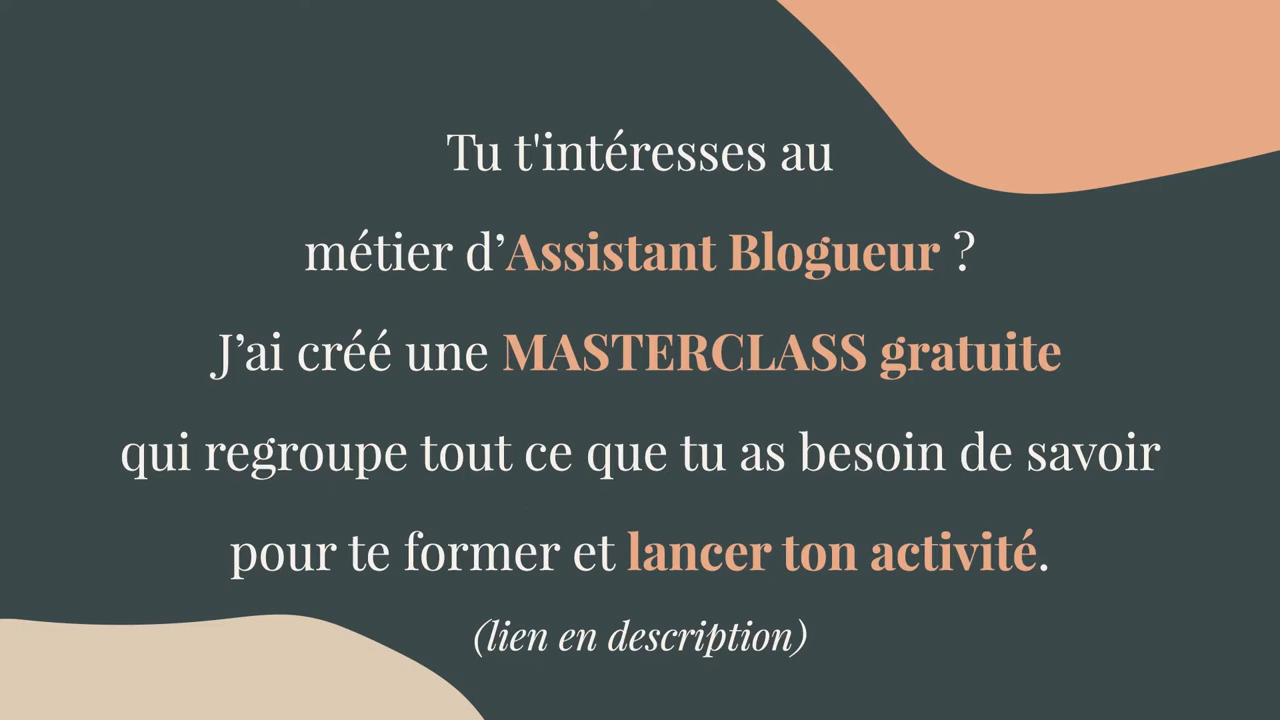 Tu t'intéresses au
métier d’Assistant Blogueur ?
J’ai créé une MASTERCLASS gratuite
qui regroupe tout ce que tu as besoin de savoir
pour te former et lancer ton activité.
(lien en description)